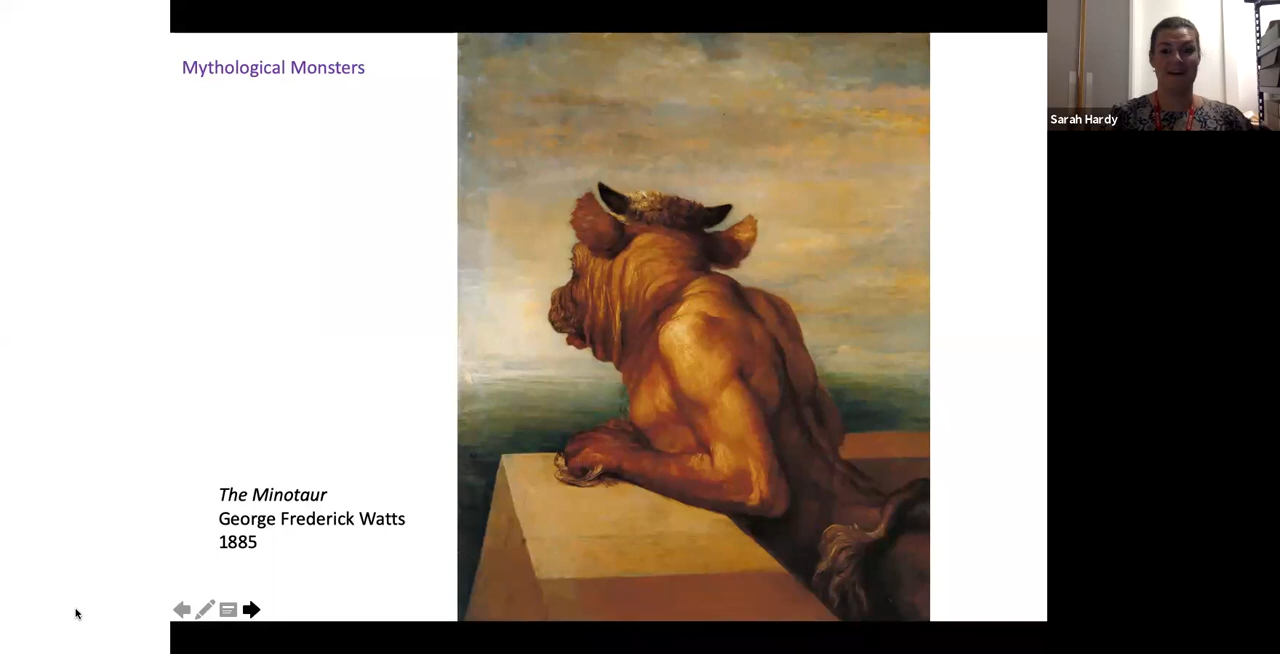 Mythological Monsters
Sarah Hardy
The Minotaur
George Frederick Watts
1885